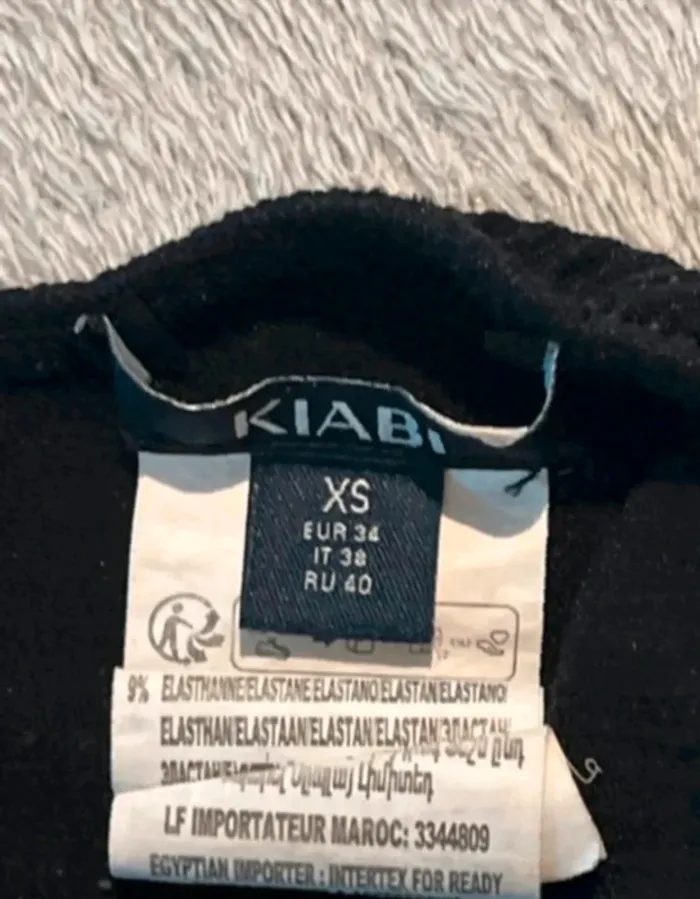 KIABI
XS
EUR 34
IT 38
RU 40
9% ELASTHANNE/ELASTANE/ELASTANO/ELASTAN/ELASTANO/
ELASTHAN/ELASTAAN/ELASTAN/ELASTAN/ЭЛАСТАН/
LF IMPORTATEUR MAROC: 3344809
EGYPTIAN IMPORTER : INTERTEX FOR READY